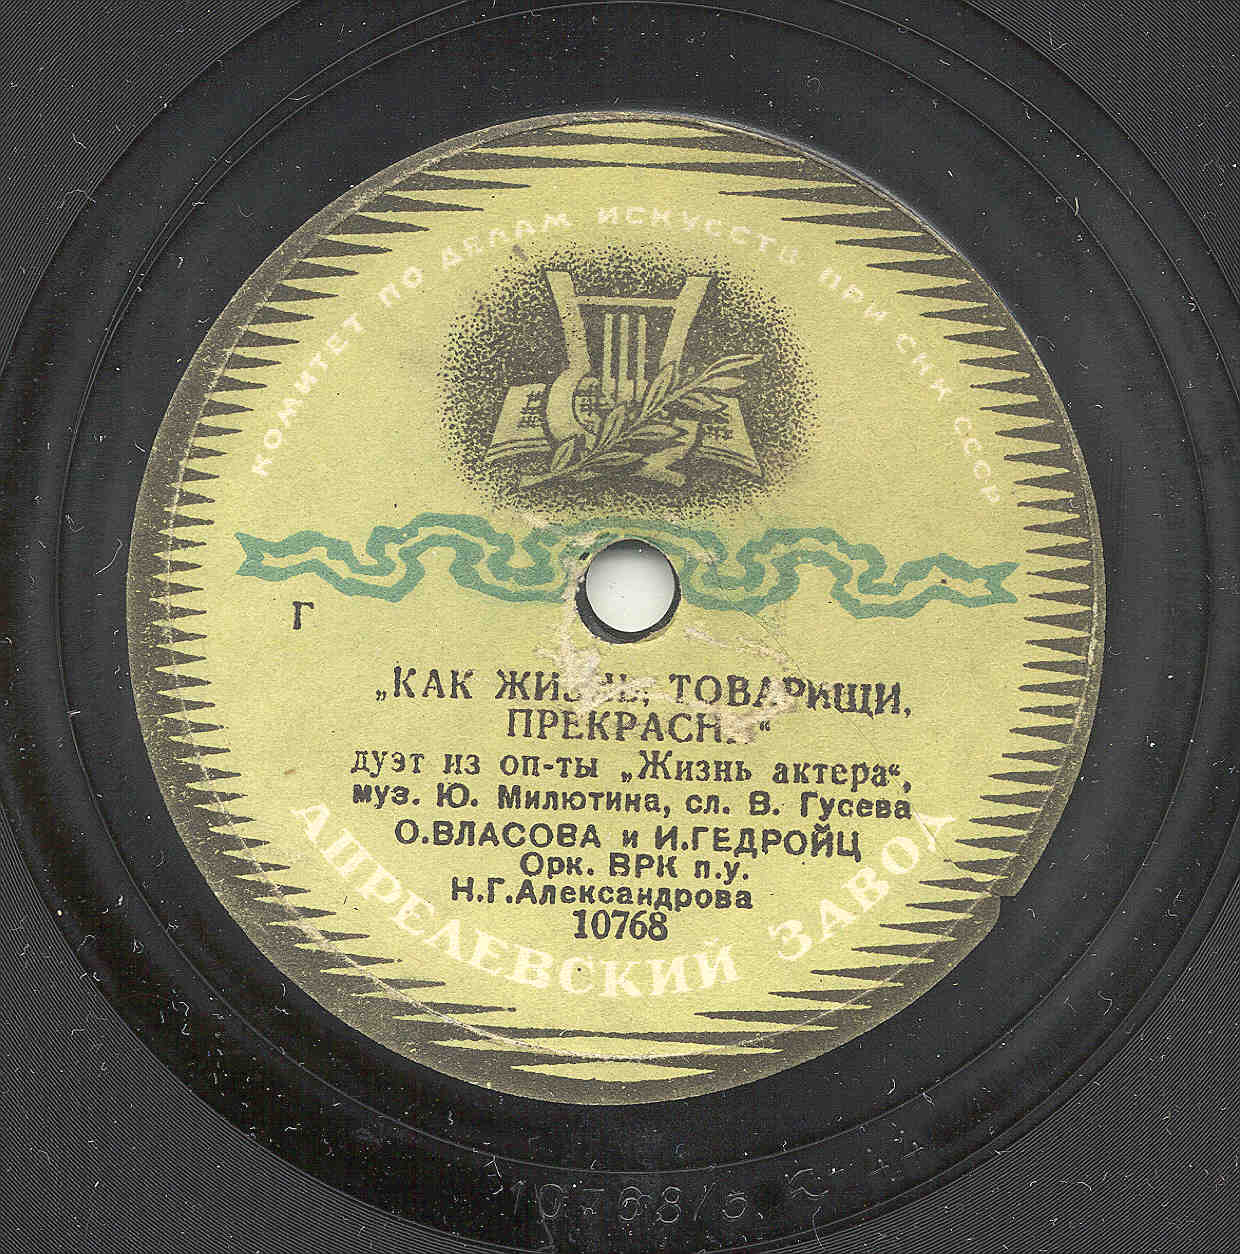 КОМИТЕТ ПО ДЕЛАМ ИСКУССТВ ПРИ СНК СССР
Г
„КАК ЖИЗНЬ, ТОВАРИЩИ,
ПРЕКРАСНА“
дуэт из оп-ты „Жизнь актера“,
муз. Ю. Милютина, сл. В. Гусева
О.ВЛАСОВА и И.ГЕДРОЙЦ
Орк. ВРК п.у.
Н.Г.Александрова
10768
АПРЕЛЕВСКИЙ ЗАВОД